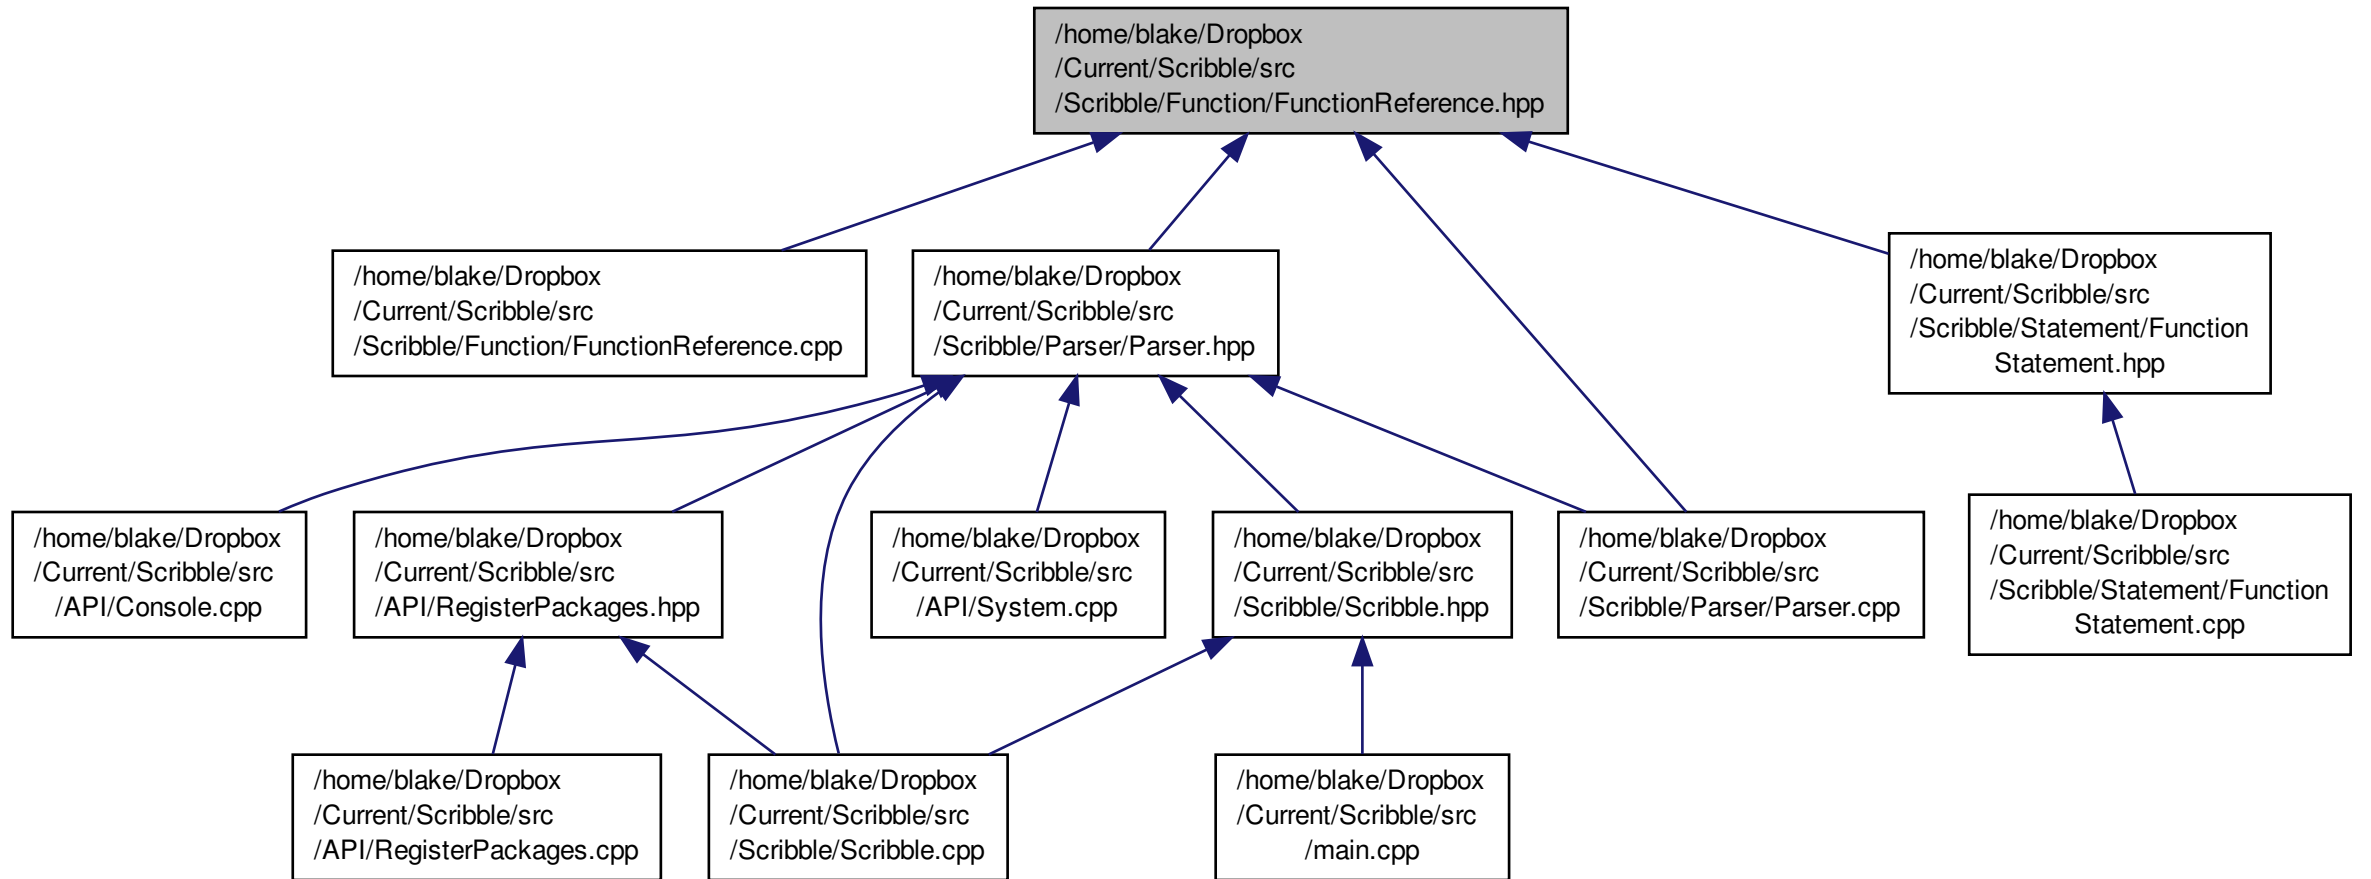 /home/blake/Dropbox
/Current/Scribble/src
/Scribble/Function/FunctionReference.hpp
/home/blake/Dropbox
/Current/Scribble/src
/Scribble/Function/FunctionReference.cpp
/home/blake/Dropbox
/Current/Scribble/src
/Scribble/Parser/Parser.hpp
/home/blake/Dropbox
/Current/Scribble/src
/Scribble/Statement/Function
Statement.hpp
/home/blake/Dropbox
/Current/Scribble/src
/API/Console.cpp
/home/blake/Dropbox
/Current/Scribble/src
/API/RegisterPackages.hpp
/home/blake/Dropbox
/Current/Scribble/src
/API/System.cpp
/home/blake/Dropbox
/Current/Scribble/src
/Scribble/Scribble.hpp
/home/blake/Dropbox
/Current/Scribble/src
/Scribble/Parser/Parser.cpp
/home/blake/Dropbox
/Current/Scribble/src
/Scribble/Statement/Function
Statement.cpp
/home/blake/Dropbox
/Current/Scribble/src
/API/RegisterPackages.cpp
/home/blake/Dropbox
/Current/Scribble/src
/Scribble/Scribble.cpp
/home/blake/Dropbox
/Current/Scribble/src
/main.cpp